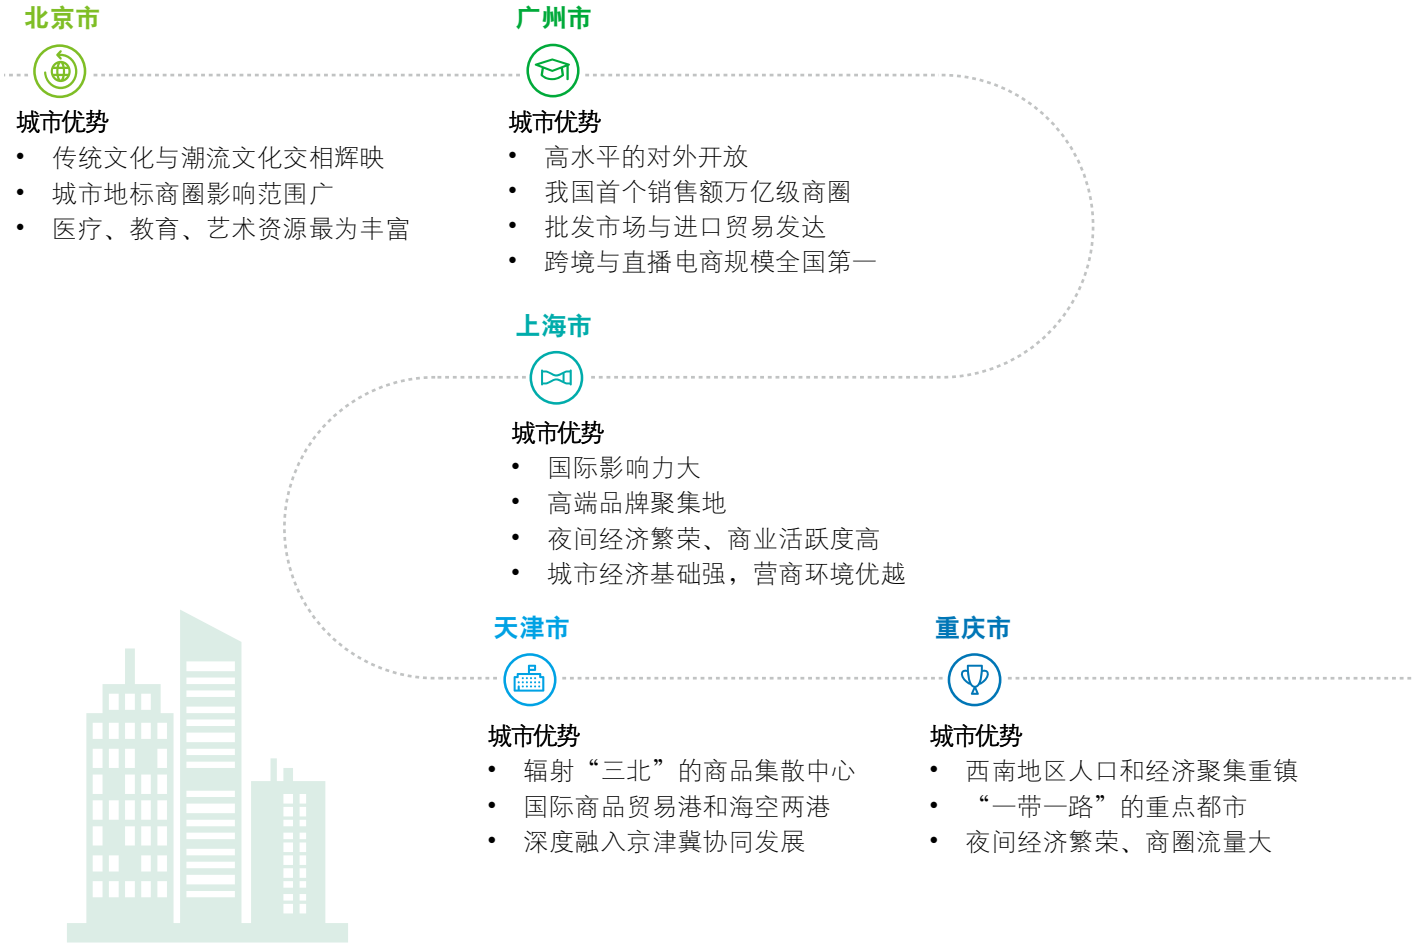 北京市
城市优势
• 传统文化与潮流文化交相辉映
• 城市地标商圈影响范围广
• 医疗、教育、艺术资源最为丰富
广州市
城市优势
• 高水平的对外开放
• 我国首个销售额万亿级商圈
• 批发市场与进口贸易发达
• 跨境与直播电商规模全国第一
上海市
城市优势
• 国际影响力大
• 高端品牌聚集地
• 夜间经济繁荣、商业活跃度高
• 城市经济基础强，营商环境优越
天津市
城市优势
• 辐射“三北”的商品集散中心
• 国际商品贸易港和海空两港
• 深度融入京津冀协同发展
重庆市
城市优势
• 西南地区人口和经济聚集重镇
• “一带一路”的重点都市
• 夜间经济繁荣、商圈流量大